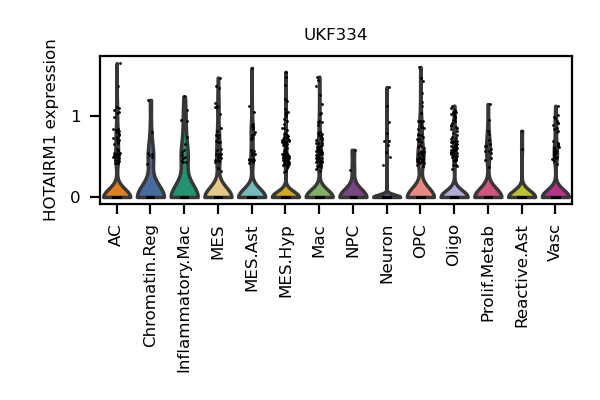 UKF334
HOTAIRM1 expression
1
0
AC
Chromatin.Reg
Inflammatory.Mac
MES
MES.Ast
MES.Hyp
Mac
NPC
Neuron
OPC
Oligo
Prolif.Metab
Reactive.Ast
Vasc